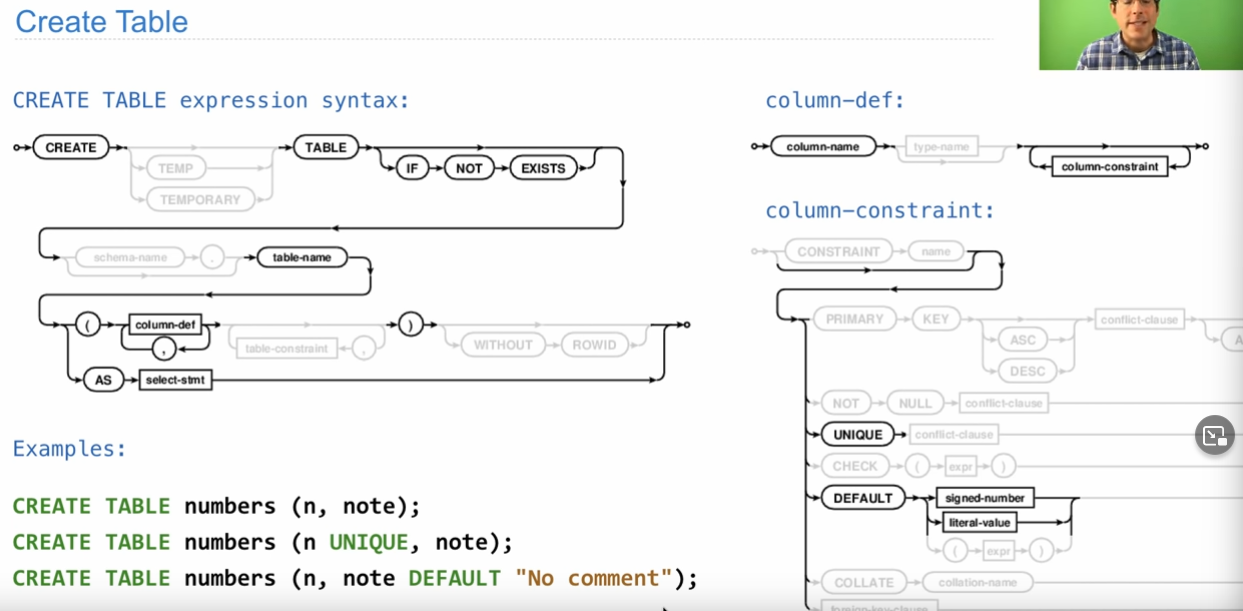 Create Table
CREATE TABLE expression syntax:
CREATE TABLE IF NOT EXISTS
TEMP
TEMPORARY
schema-name . table-name
( column-def , table-constraint , ) WITHOUT ROWID
AS select-stmt
Examples:
CREATE TABLE numbers (n, note);
CREATE TABLE numbers (n UNIQUE, note);
CREATE TABLE numbers (n, note DEFAULT "No comment");
column-def:
column-name type-name
column-constraint
column-constraint:
CONSTRAINT name
PRIMARY KEY conflict-clause A
ASC
DESC
NOT NULL conflict-clause
UNIQUE conflict-clause
CHECK ( expr )
DEFAULT signed-number
literal-value
( expr )
COLLATE collation-name
foreign-key-clause